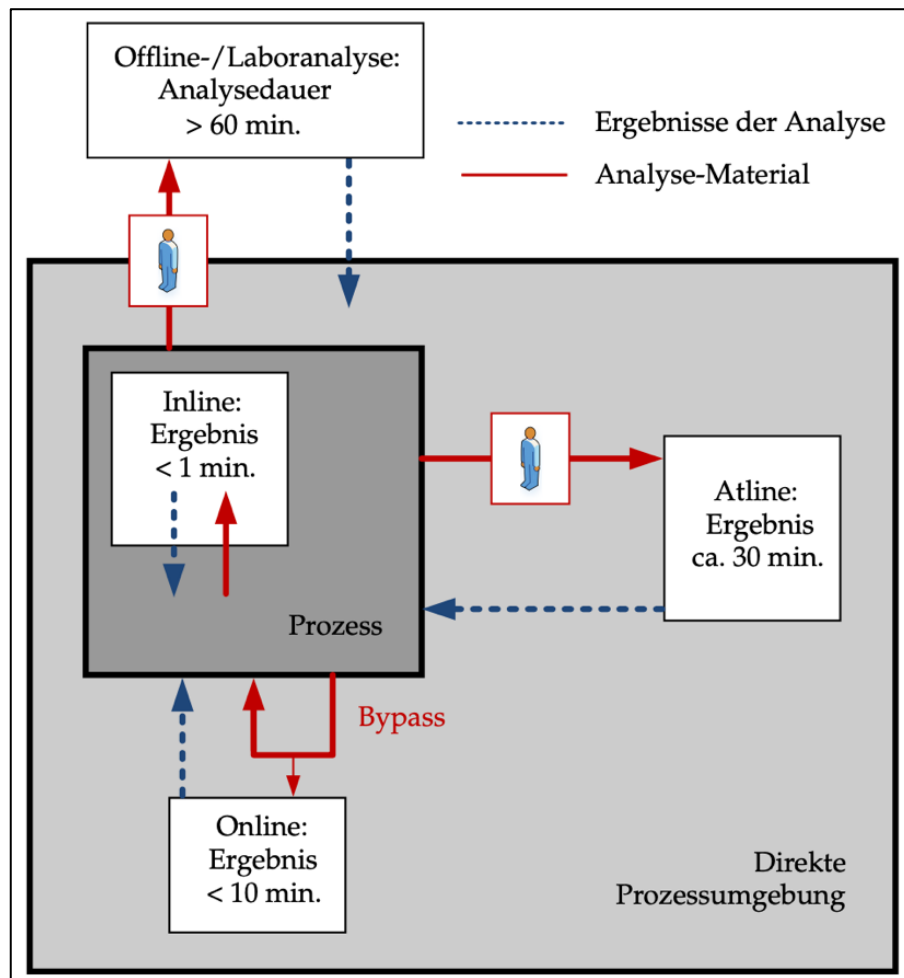 Offline-/Laboranalyse:
Analysedauer
> 60 min.
Ergebnisse der Analyse
Analyse-Material
Inline:
Ergebnis
< 1 min.
Prozess
Atline:
Ergebnis
ca. 30 min.
Bypass
Online:
Ergebnis
< 10 min.
Direkte
Prozessumgebung